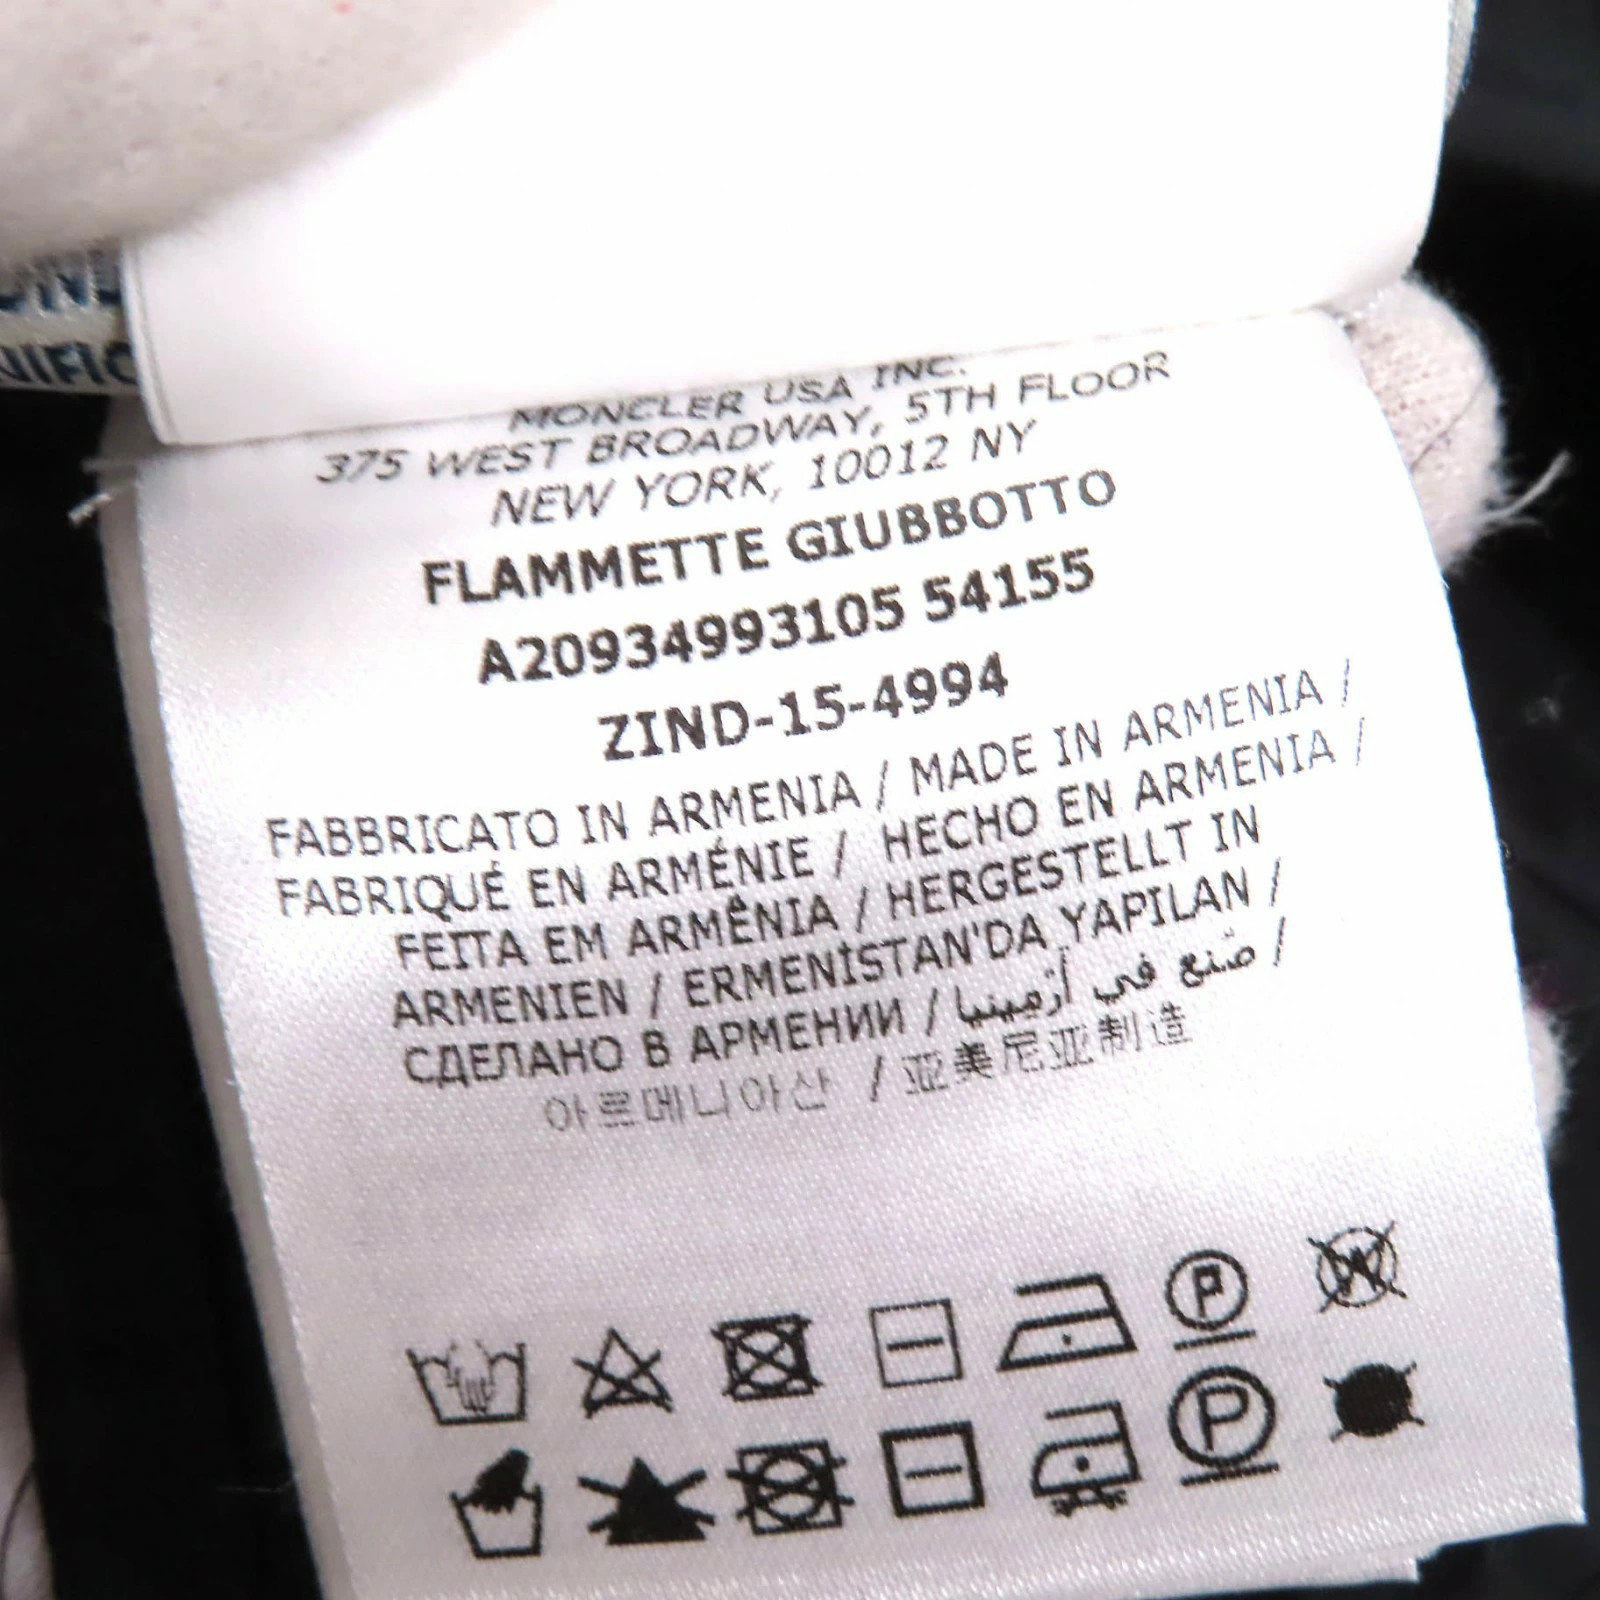 MONCLER USA INC.
375 WEST BROADWAY, 5TH FLOOR
NEW YORK, 10012 NY
FLAMMETTE GIUBBOTTO
A20934993105 54155
ZIND-15-4994
FABBRICATO IN ARMENIA / MADE IN ARMENIA /
FABRIQUÉ EN ARMÉNIE / HECHO EN ARMENIA /
FEITA EM ARMÊNIA / HERGESTELLT IN
ARMENIEN / ERMENİSTAN'DA YAPILAN /
СДЕЛАНО В АРМЕНИИ / صُنع في أرمينيا /
아르메니아산 / 亚美尼亚制造
P
W
P